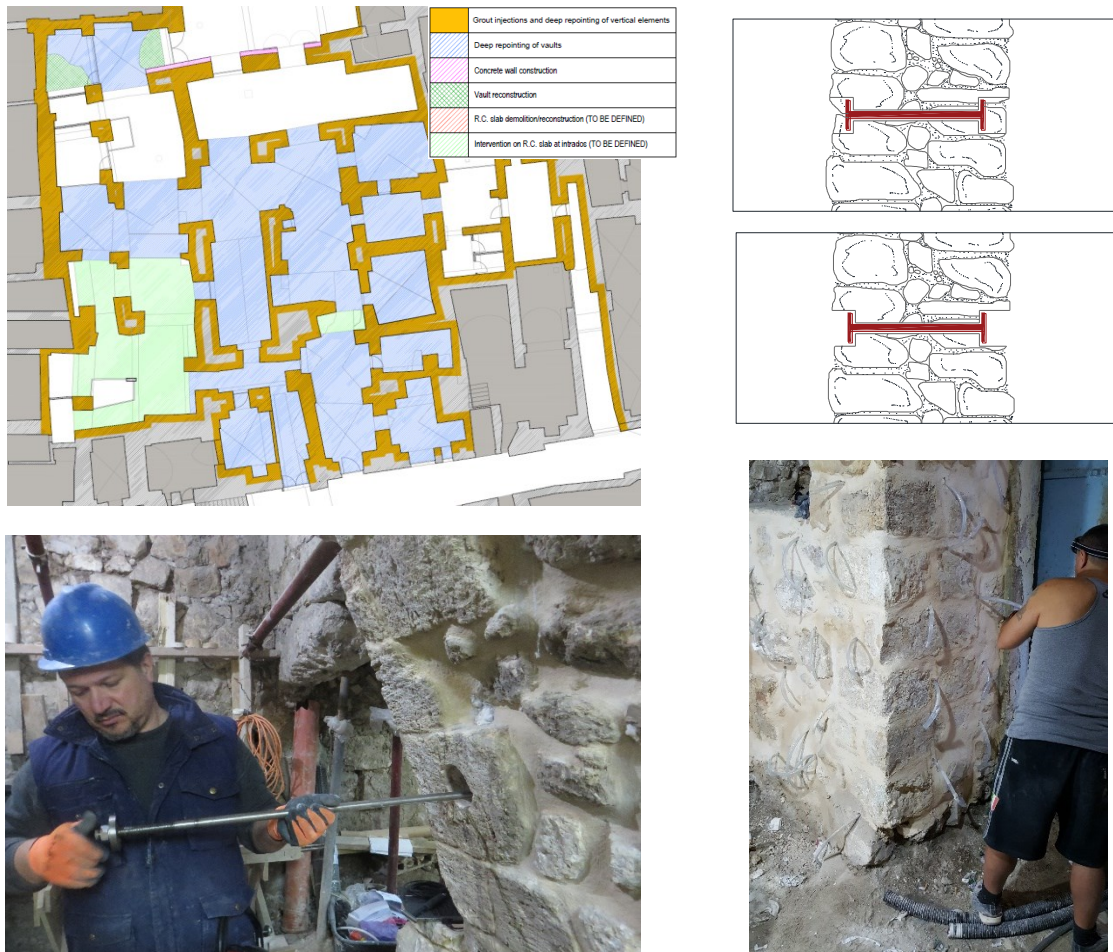 Grout injections and deep repointing of vertical elements
Deep repointing of vaults
Concrete wall construction
Vault reconstruction
R.C. slab demolition/reconstruction (TO BE DEFINED)
Intervention on R.C. slab at intrados (TO BE DEFINED)